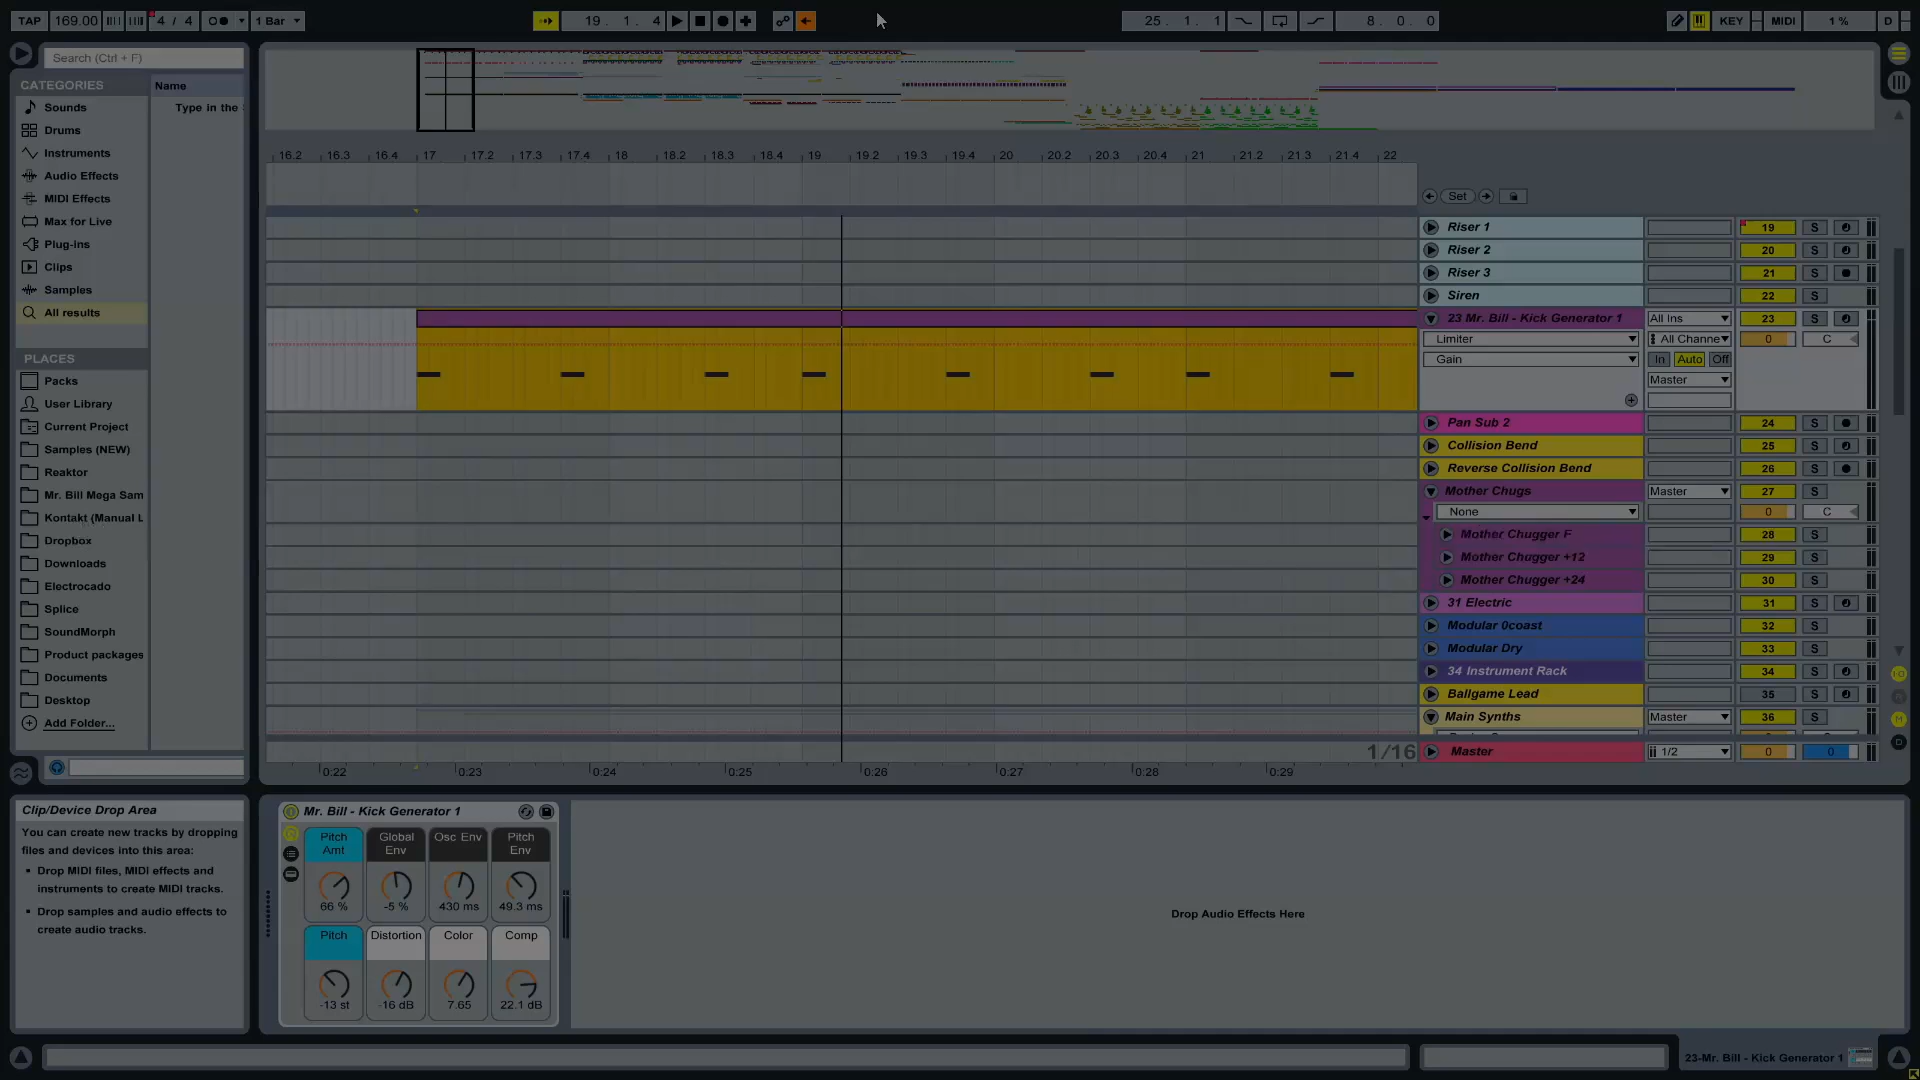 TAP 169.00 4 / 4 1 Bar 19 . 1 . 4 25 . 1 . 1 8 . 0 . 0 KEY MIDI 1 % D
Search (Ctrl + F)
CATEGORIES
Sounds
Drums
Instruments
Audio Effects
MIDI Effects
Max for Live
Plug-ins
Clips
Samples
All results
PLACES
Packs
User Library
Current Project
Samples (NEW)
Reaktor
Mr. Bill Mega Sam
Kontakt (Manual L
Dropbox
Downloads
Electrocado
Splice
SoundMorph
Product packages
Documents
Desktop
Add Folder...
Name
Type in the
16.2 16.3 16.4 17 17.2 17.3 17.4 18 18.2 18.3 18.4 19 19.2 19.3 19.4 20 20.2 20.3 20.4 21 21.2 21.3 21.4 22
Set
Riser 1 19 S
Riser 2 20 S
Riser 3 21 S
Siren 22 S
23 Mr. Bill - Kick Generator 1 All Ins 23 S
Limiter All Channe 0 C
Gain In Auto Off
Master
Pan Sub 2 24 S
Collision Bend 25 S
Reverse Collision Bend 26 S
Mother Chugs Master 27 S
None 0 C
Mother Chugger F 28 S
Mother Chugger +12 29 S
Mother Chugger +24 30 S
31 Electric 31 S
Modular 0coast 32 S
Modular Dry 33 S
34 Instrument Rack 34 S
Ballgame Lead 35 S
Main Synths Master 36 S
1/16 Master 1/2 0 0
0:22 0:23 0:24 0:25 0:26 0:27 0:28 0:29
Clip/Device Drop Area
You can create new tracks by dropping
files and devices into this area:
Drop MIDI files, MIDI effects and
instruments to create MIDI tracks.
Drop samples and audio effects to
create audio tracks.
Mr. Bill - Kick Generator 1
Pitch Amt Global Env Osc Env Pitch Env
66 % -5 % 430 ms 49.3 ms
Pitch Distortion Color Comp
-13 st -16 dB 7.65 22.1 dB
Drop Audio Effects Here
23-Mr. Bill - Kick Generator 1